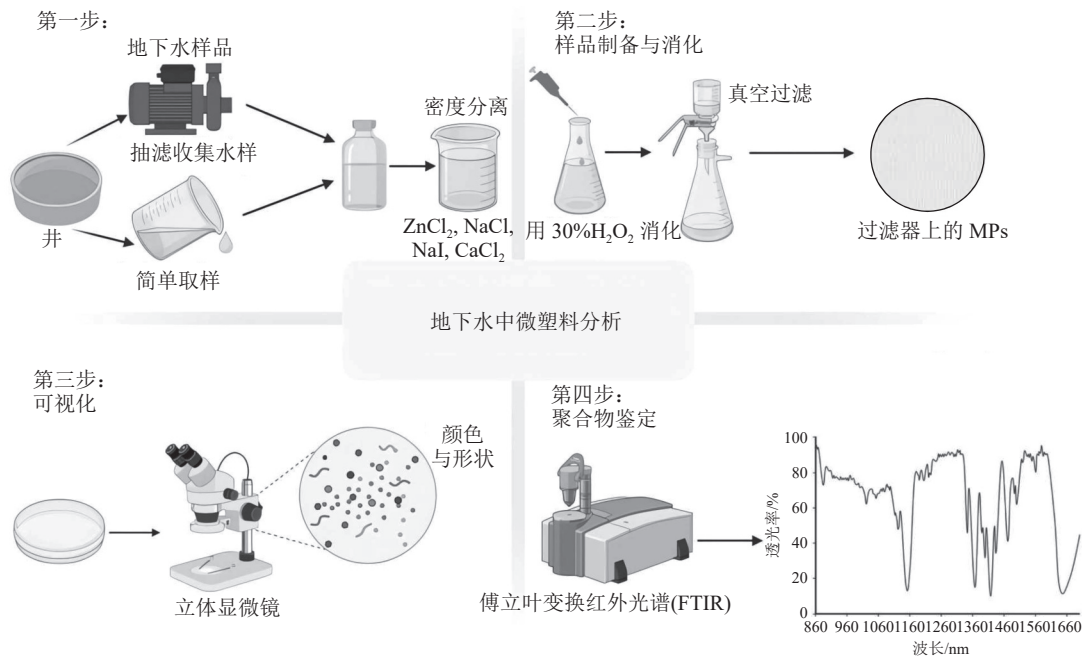 第一步：
地下水样品
抽滤收集水样
井
简单取样
密度分离
ZnCl₂, NaCl,
NaI, CaCl₂
第二步：
样品制备与消化
真空过滤
用 30%H₂O₂ 消化
过滤器上的 MPs
地下水中微塑料分析
第三步：
可视化
颜色
与形状
立体显微镜
第四步：
聚合物鉴定
傅立叶变换红外光谱(FTIR)
透光率/%
100
80
60
40
20
0
860 960 1060 1160 1260 1360 1460 1560 1660
波长/nm